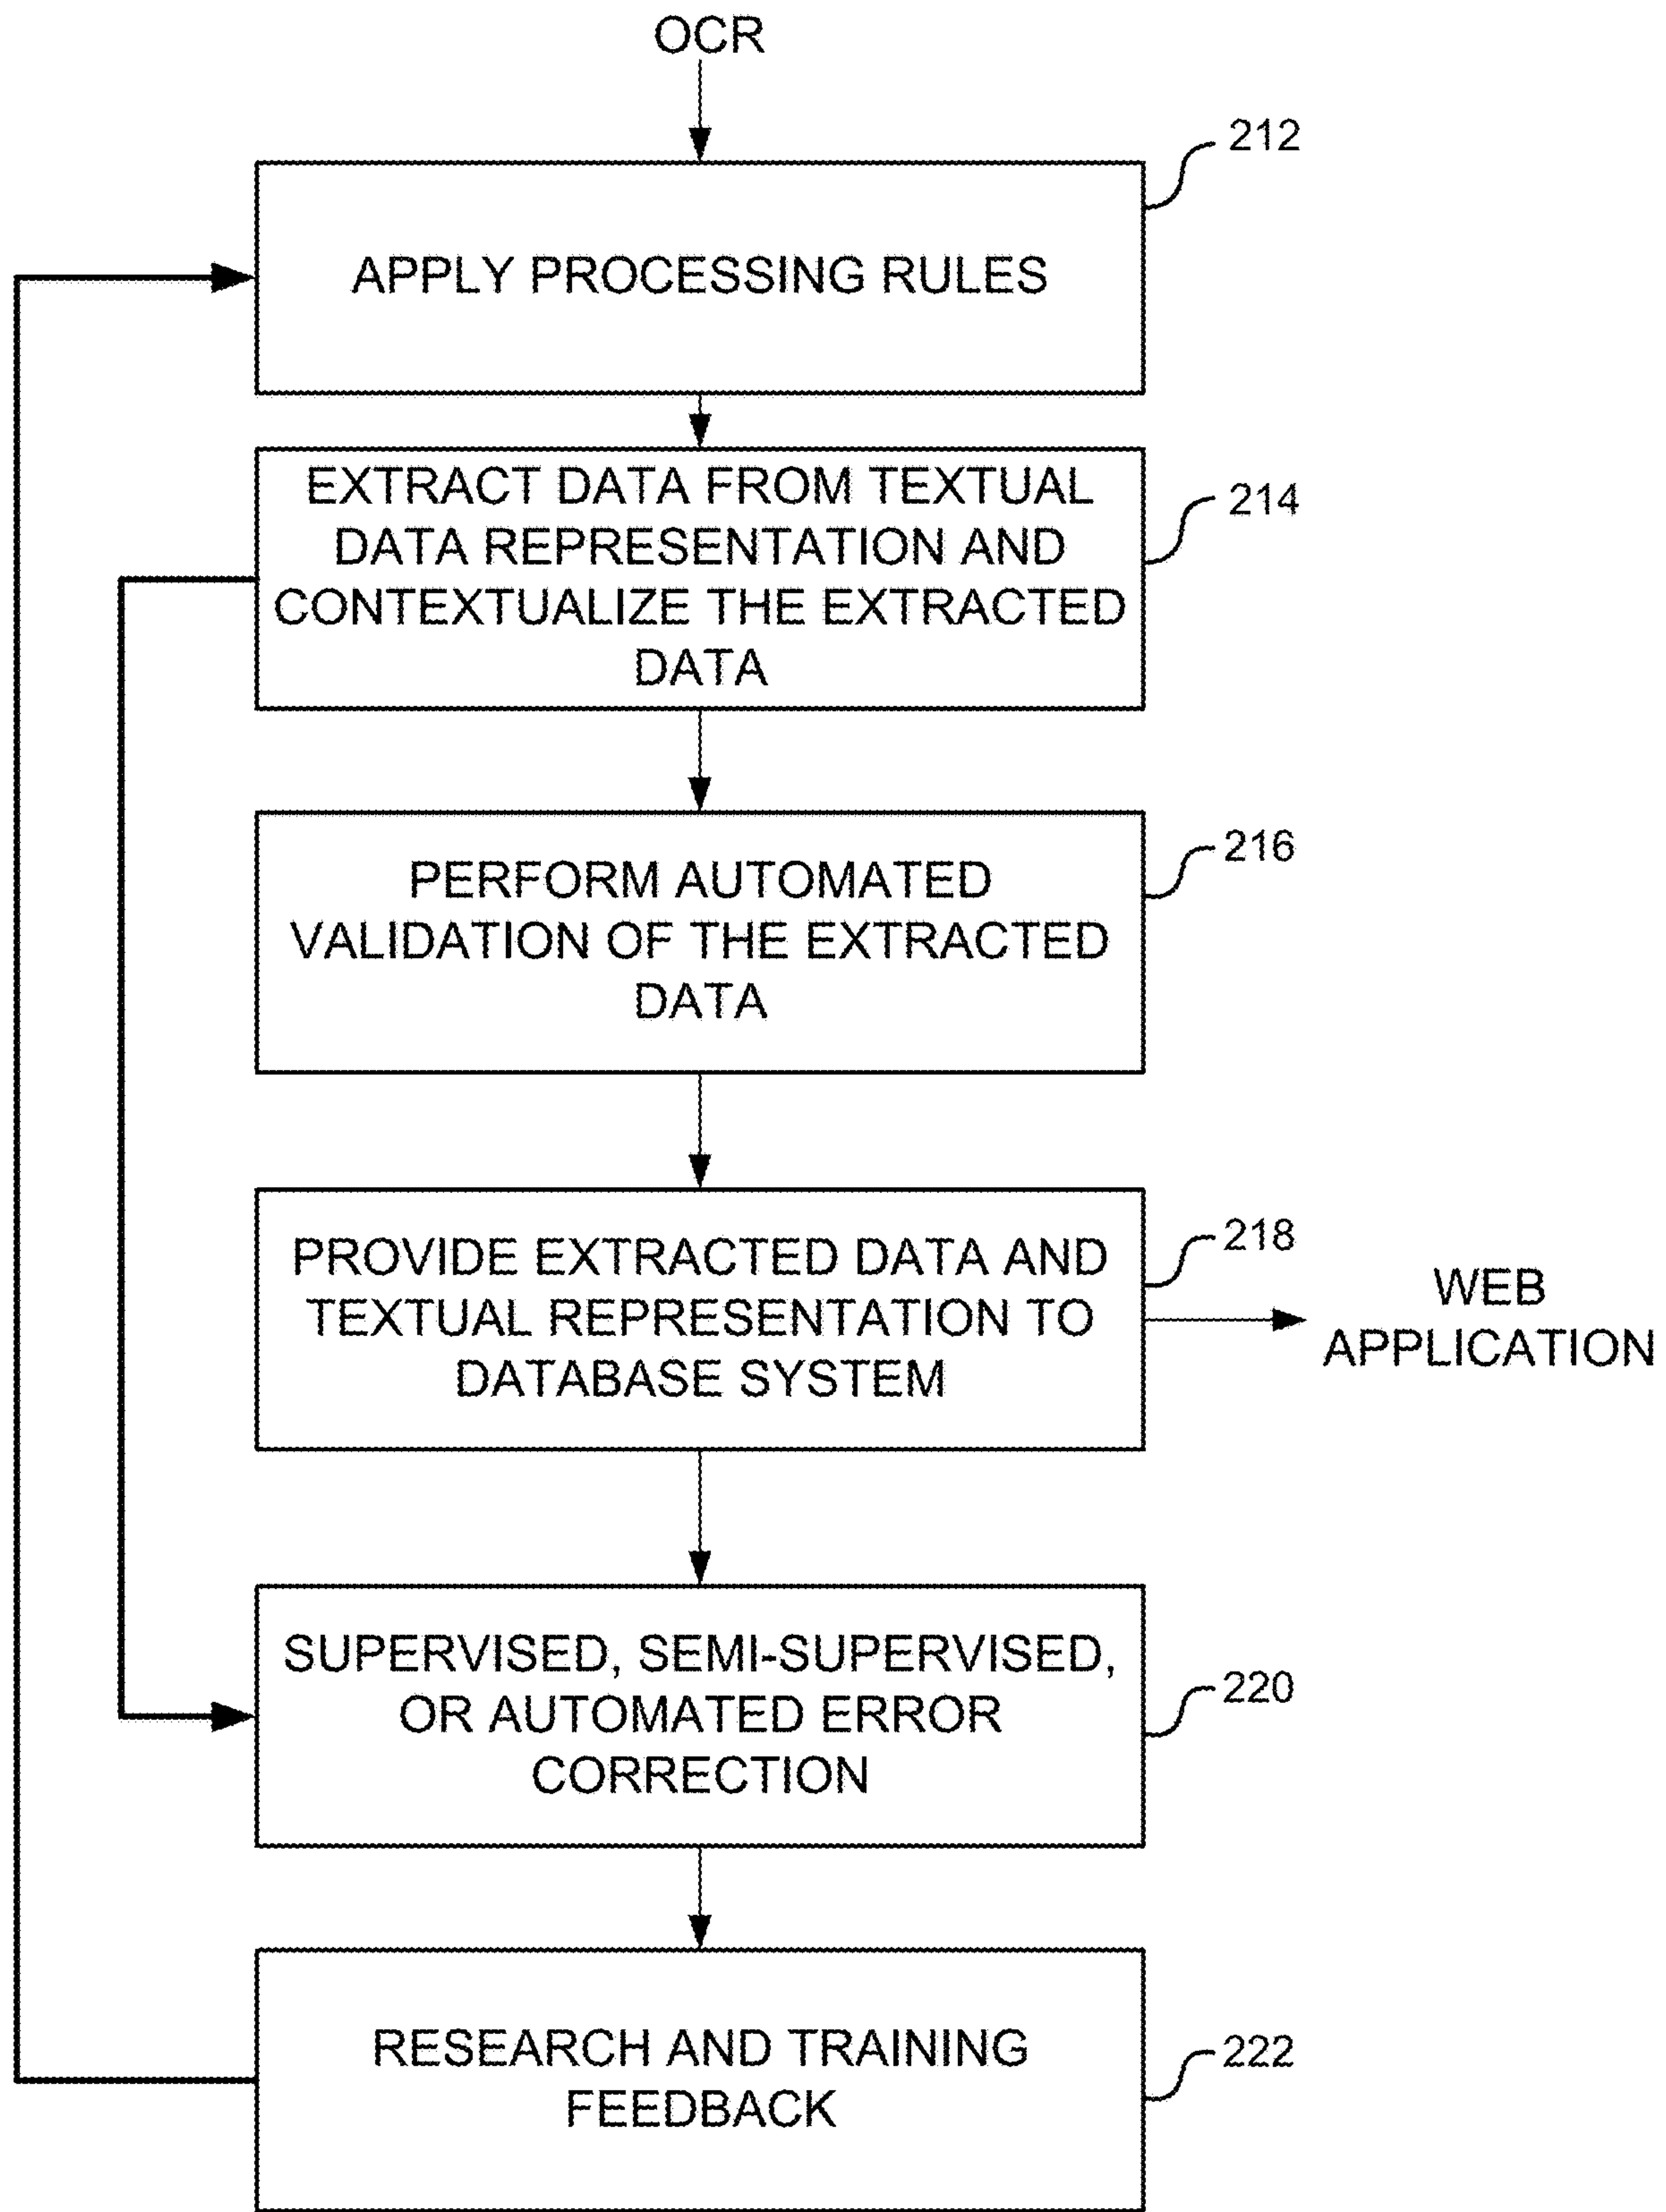 OCR
212
APPLY PROCESSING RULES
EXTRACT DATA FROM TEXTUAL
DATA REPRESENTATION AND
CONTEXTUALIZE THE EXTRACTED
DATA
214
PERFORM AUTOMATED
VALIDATION OF THE EXTRACTED
DATA
216
PROVIDE EXTRACTED DATA AND
TEXTUAL REPRESENTATION TO
DATABASE SYSTEM
218
WEB
APPLICATION
SUPERVISED, SEMI-SUPERVISED,
OR AUTOMATED ERROR
CORRECTION
220
RESEARCH AND TRAINING
FEEDBACK
222